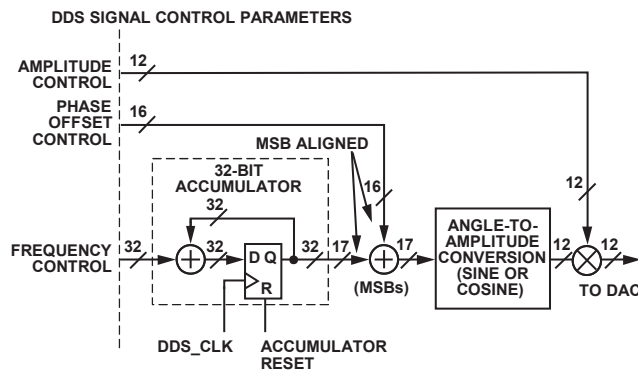 DDS SIGNAL CONTROL PARAMETERS
AMPLITUDE
CONTROL
12
PHASE
OFFSET
CONTROL
16
MSB ALIGNED
32-BIT
ACCUMULATOR
16
12
32
FREQUENCY
CONTROL
32
32
D Q
R
32
17
(MSBs)
17
ANGLE-TO-
AMPLITUDE
CONVERSION
(SINE OR
COSINE)
12
12
TO DAC
DDS_CLK
ACCUMULATOR
RESET